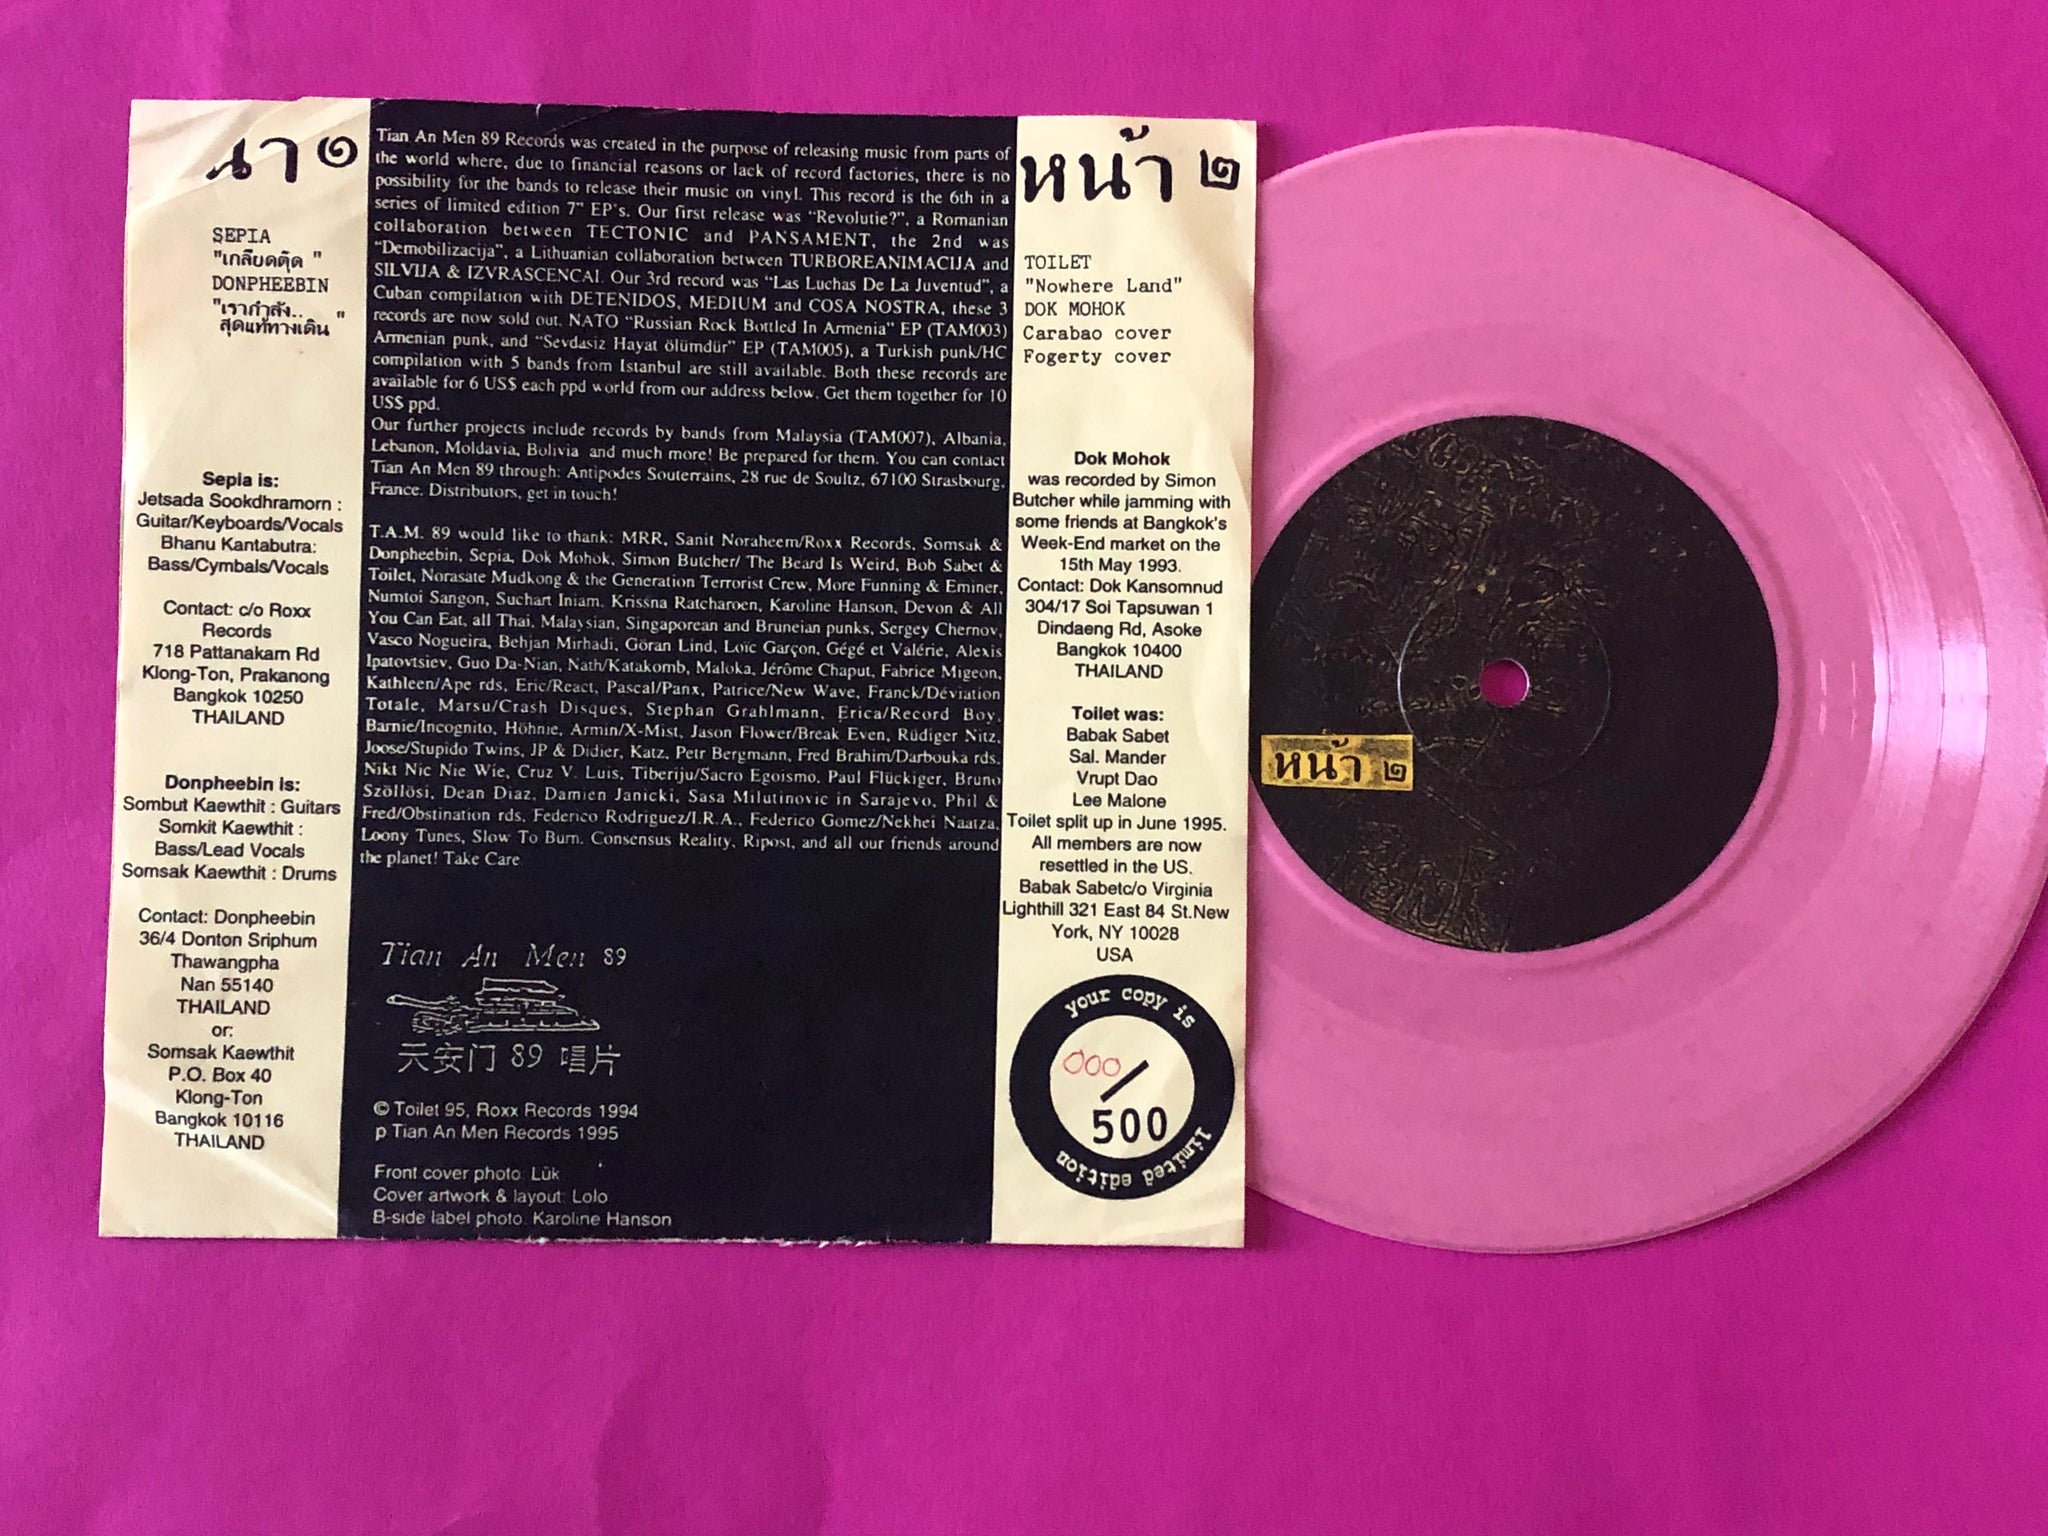 นา ๑
SEPIA
"เกลียดตุ๊ด "
DONPHEEBIN
"เรากำลัง..
สุดแท้ทางเดิน "
Sepia is:
Jetsada Sookdhramorn :
Guitar/Keyboards/Vocals
Bhanu Kantabutra:
Bass/Cymbals/Vocals
Contact: c/o Roxx
Records
718 Pattanakarn Rd
Klong-Ton, Prakanong
Bangkok 10250
THAILAND
Donpheebin is:
Sombut Kaewthit : Guitars
Somkit Kaewthit :
Bass/Lead Vocals
Somsak Kaewthit : Drums
Contact: Donpheebin
36/4 Donton Sriphum
Thawangpha
Nan 55140
THAILAND
or:
Somsak Kaewthit
P.O. Box 40
Klong-Ton
Bangkok 10116
THAILAND
Tian An Men 89 Records was created in the purpose of releasing music from parts of
the world where, due to financial reasons or lack of record factories, there is no
possibility for the bands to release their music on vinyl. This record is the 6th in a
series of limited edition 7" EP's. Our first release was "Revolutie?", a Romanian
collaboration between TECTONIC and PANSAMENT, the 2nd was
"Demobilizacija", a Lithuanian collaboration between TURBOREANIMACIJA and
SILVIJA & IZVRASCENCAI. Our 3rd record was "Las Luchas De La Juventud", a
Cuban compilation with DETENIDOS, MEDIUM and COSA NOSTRA, these 3
records are now sold out. NATO "Russian Rock Bottled In Armenia" EP (TAM003)
Armenian punk, and "Sevdasiz Hayat ölümdür" EP (TAM005), a Turkish punk/HC
compilation with 5 bands from Istanbul are still available. Both these records are
available for 6 US$ each ppd world from our address below. Get them together for 10
US$ ppd.
Our further projects include records by bands from Malaysia (TAM007), Albania,
Lebanon, Moldavia, Bolivia and much more! Be prepared for them. You can contact
Tian An Men 89 through: Antipodes Souterrains, 28 rue de Soultz, 67100 Strasbourg,
France. Distributors, get in touch!
T.A.M. 89 would like to thank: MRR, Sanit Noraheem/Roxx Records, Somsak &
Donpheebin, Sepia, Dok Mohok, Simon Butcher/ The Beard Is Weird, Bob Sabet &
Toilet, Norasate Mudkong & the Generation Terrorist Crew, More Funning & Eminer,
Numtoi Sangon, Suchart Iniam, Krissna Ratcharoen, Karoline Hanson, Devon & All
You Can Eat, all Thai, Malaysian, Singaporean and Bruneian punks, Sergey Chernov,
Vasco Nogueira, Behjan Mirhadi, Göran Lind, Loïc Garçon, Gégé et Valérie, Alexis
Ipatovtsiev, Guo Da-Nian, Nath/Katakomb, Maloka, Jérôme Chaput, Fabrice Migeon,
Kathleen/Ape rds, Eric/React, Pascal/Panx, Patrice/New Wave, Franck/Déviation
Totale, Marsu/Crash Disques, Stephan Grahlmann, Erica/Record Boy,
Barnie/Incognito, Höhnie, Armin/X-Mist, Jason Flower/Break Even, Rüdiger Nitz,
Joose/Stupido Twins, JP & Didier, Katz, Petr Bergmann, Fred Brahim/Darbouka rds,
Nikt Nic Nie Wie, Cruz V. Luis, Tiberiju/Sacro Egoismo, Paul Flückiger, Bruno
Szöllösi, Dean Diaz, Damien Janicki, Sasa Milutinovic in Sarajevo, Phil &
Fred/Obstination rds, Federico Rodriguez/I.R.A., Federico Gomez/Nekhei Naatza,
Loony Tunes, Slow To Burn, Consensus Reality, Ripost, and all our friends around
the planet! Take Care.
Tian An Men 89
天安门 89 唱片
© Toilet 95, Roxx Records 1994
p Tian An Men Records 1995
Front cover photo: Lük
Cover artwork & layout: Lolo
B-side label photo: Karoline Hanson
หน้า ๒
TOILET
"Nowhere Land"
DOK MOHOK
Carabao cover
Fogerty cover
Dok Mohok
was recorded by Simon
Butcher while jamming with
some friends at Bangkok's
Week-End market on the
15th May 1993.
Contact: Dok Kansomnud
304/17 Soi Tapsuwan 1
Dindaeng Rd, Asoke
Bangkok 10400
THAILAND
Toilet was:
Babak Sabet
Sal. Mander
Vrupt Dao
Lee Malone
Toilet split up in June 1995.
All members are now
resettled in the US.
Babak Sabetc/o Virginia
Lighthill 321 East 84 St.New
York, NY 10028
USA
your copy is
000/
500
limited edition
หน้า ๒